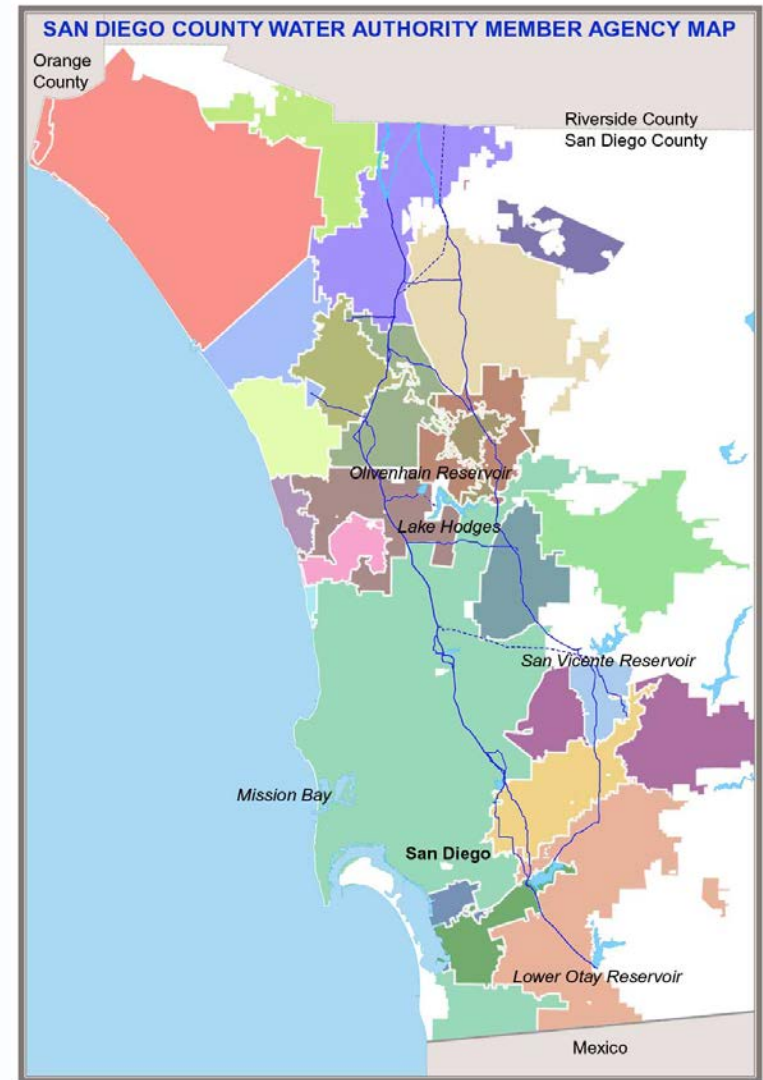 SAN DIEGO COUNTY WATER AUTHORITY MEMBER AGENCY MAP
Orange
County
Riverside County
San Diego County
Olivenhain Reservoir
Lake Hodges
San Vicente Reservoir
Mission Bay
San Diego
Lower Otay Reservoir
Mexico